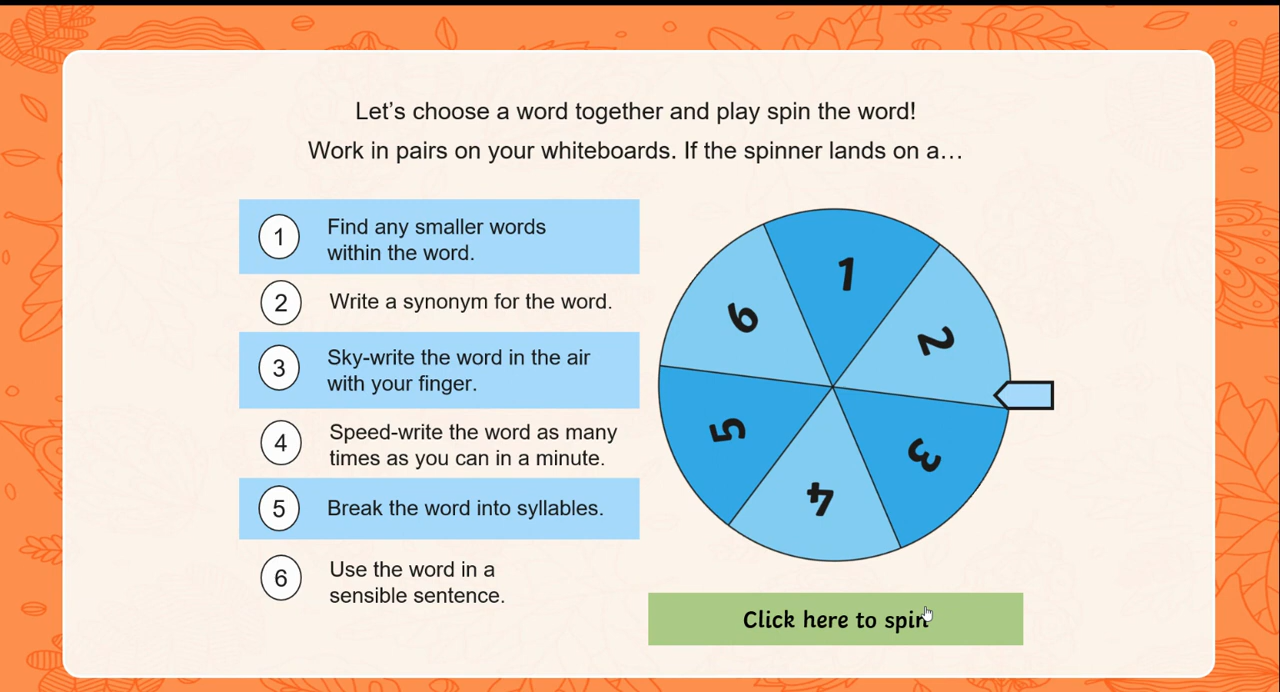 Let’s choose a word together and play spin the word!
Work in pairs on your whiteboards. If the spinner lands on a…
1 Find any smaller words
within the word.
2 Write a synonym for the word.
3 Sky-write the word in the air
with your finger.
4 Speed-write the word as many
times as you can in a minute.
5 Break the word into syllables.
6 Use the word in a
sensible sentence.
1
2
3
4
5
6
Click here to spin